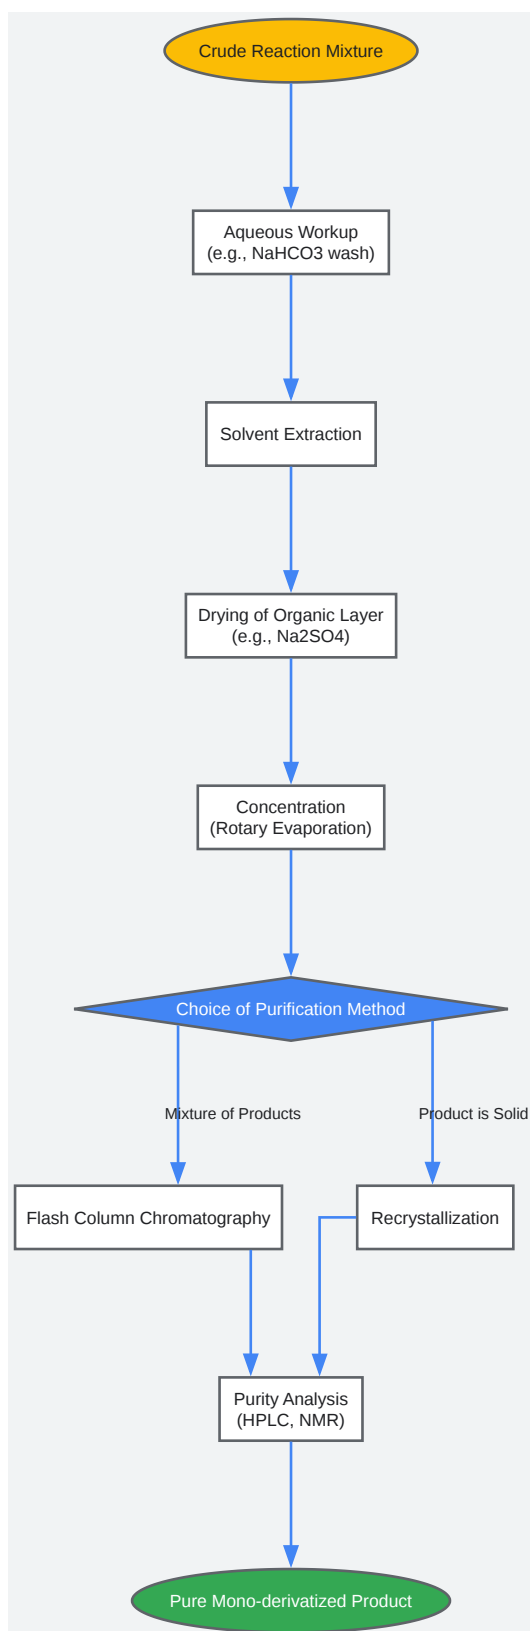 Crude Reaction Mixture
Aqueous Workup
(e.g., NaHCO3 wash)
Solvent Extraction
Drying of Organic Layer
(e.g., Na2SO4)
Concentration
(Rotary Evaporation)
Choice of Purification Method
Mixture of Products
Product is Solid
Flash Column Chromatography
Recrystallization
Purity Analysis
(HPLC, NMR)
Pure Mono-derivatized Product